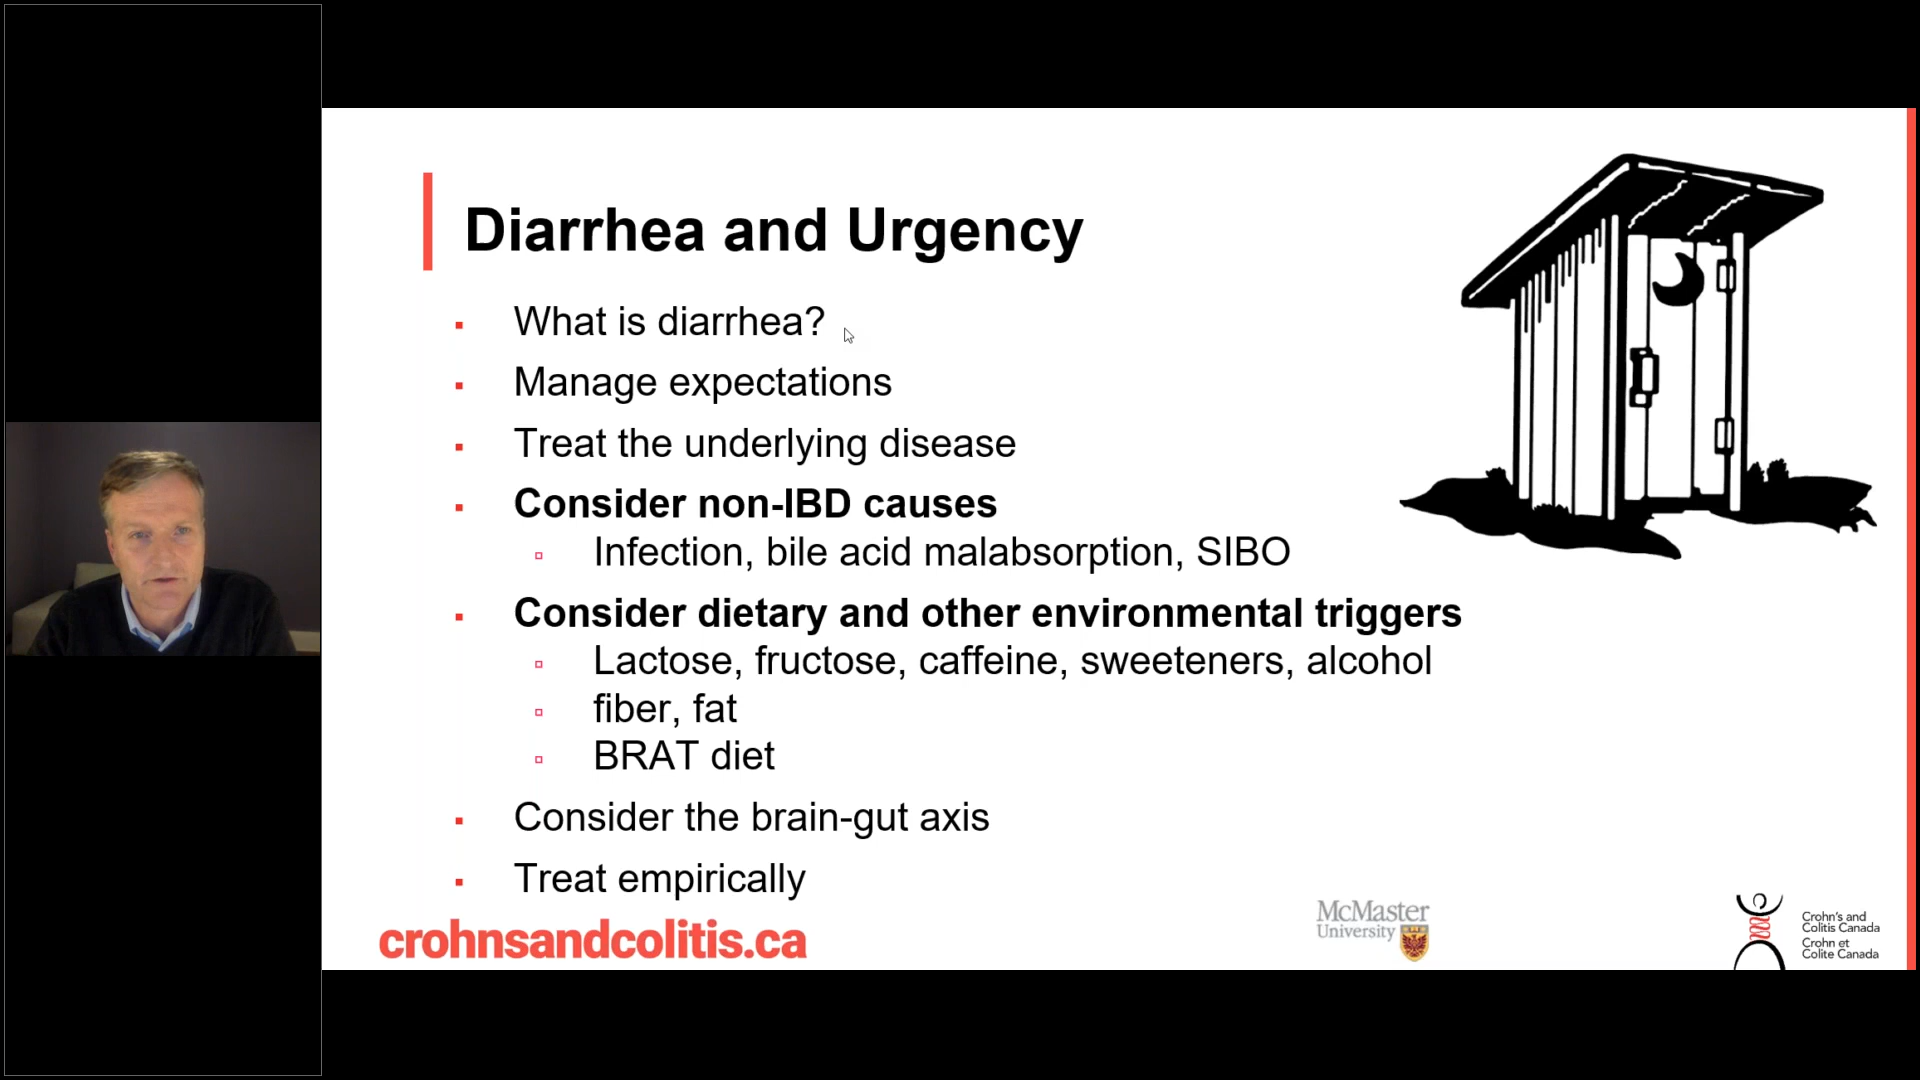 Diarrhea and Urgency
What is diarrhea?
Manage expectations
Treat the underlying disease
Consider non-IBD causes
Infection, bile acid malabsorption, SIBO
Consider dietary and other environmental triggers
Lactose, fructose, caffeine, sweeteners, alcohol
fiber, fat
BRAT diet
Consider the brain-gut axis
Treat empirically
crohnsandcolitis.ca
McMaster
University
Crohn's and
Colitis Canada
Crohn et
Colite Canada